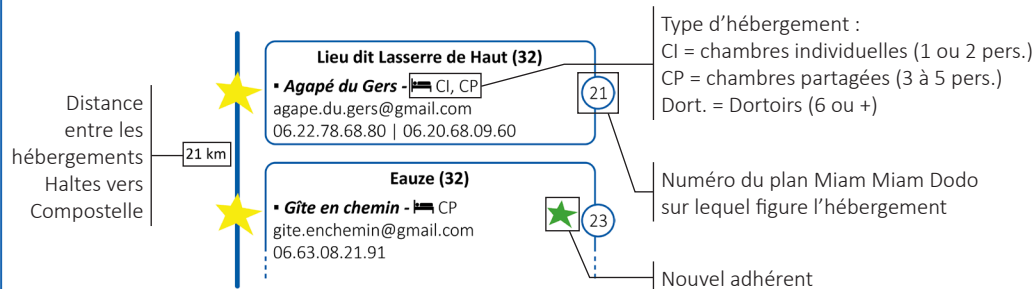 Distance
entre les
hébergements
Haltes vers
Compostelle
21 km
Lieu dit Lasserre de Haut (32)
▪ Agapé du Gers - CI, CP
agape.du.gers@gmail.com
06.22.78.68.80 | 06.20.68.09.60
21
Eauze (32)
▪ Gîte en chemin - CP
gite.enchemin@gmail.com
06.63.08.21.91
23
Type d’hébergement :
CI = chambres individuelles (1 ou 2 pers.)
CP = chambres partagées (3 à 5 pers.)
Dort. = Dortoirs (6 ou +)
Numéro du plan Miam Miam Dodo
sur lequel figure l’hébergement
Nouvel adhérent